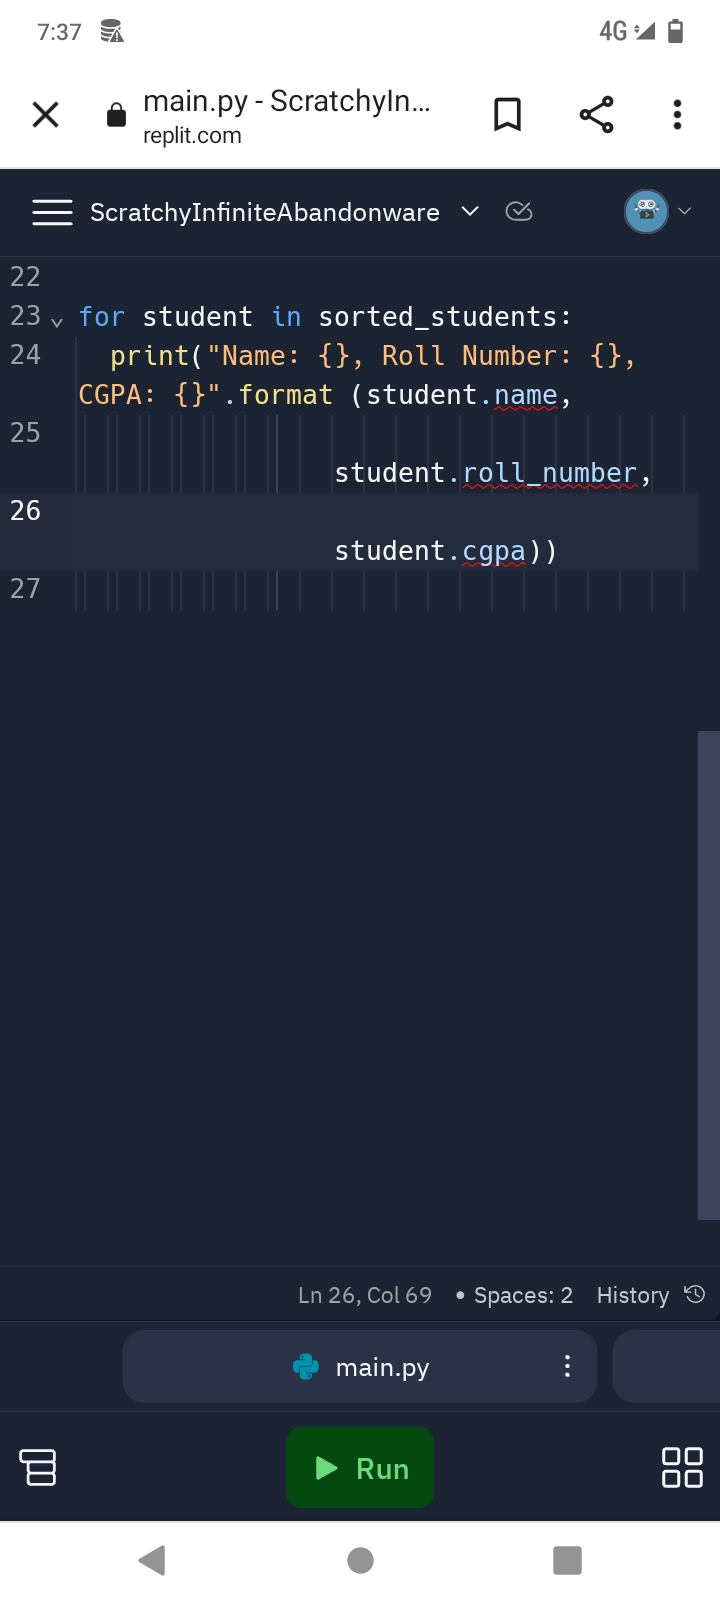 7:37
4G
main.py - ScratchyIn...
replit.com
ScratchyInfiniteAbandonware
22
23 for student in sorted_students:
24 print("Name: {}, Roll Number: {},
CGPA: {}".format (student.name,
25
student.roll_number,
26
student.cgpa))
27
Ln 26, Col 69 • Spaces: 2 History
main.py
Run